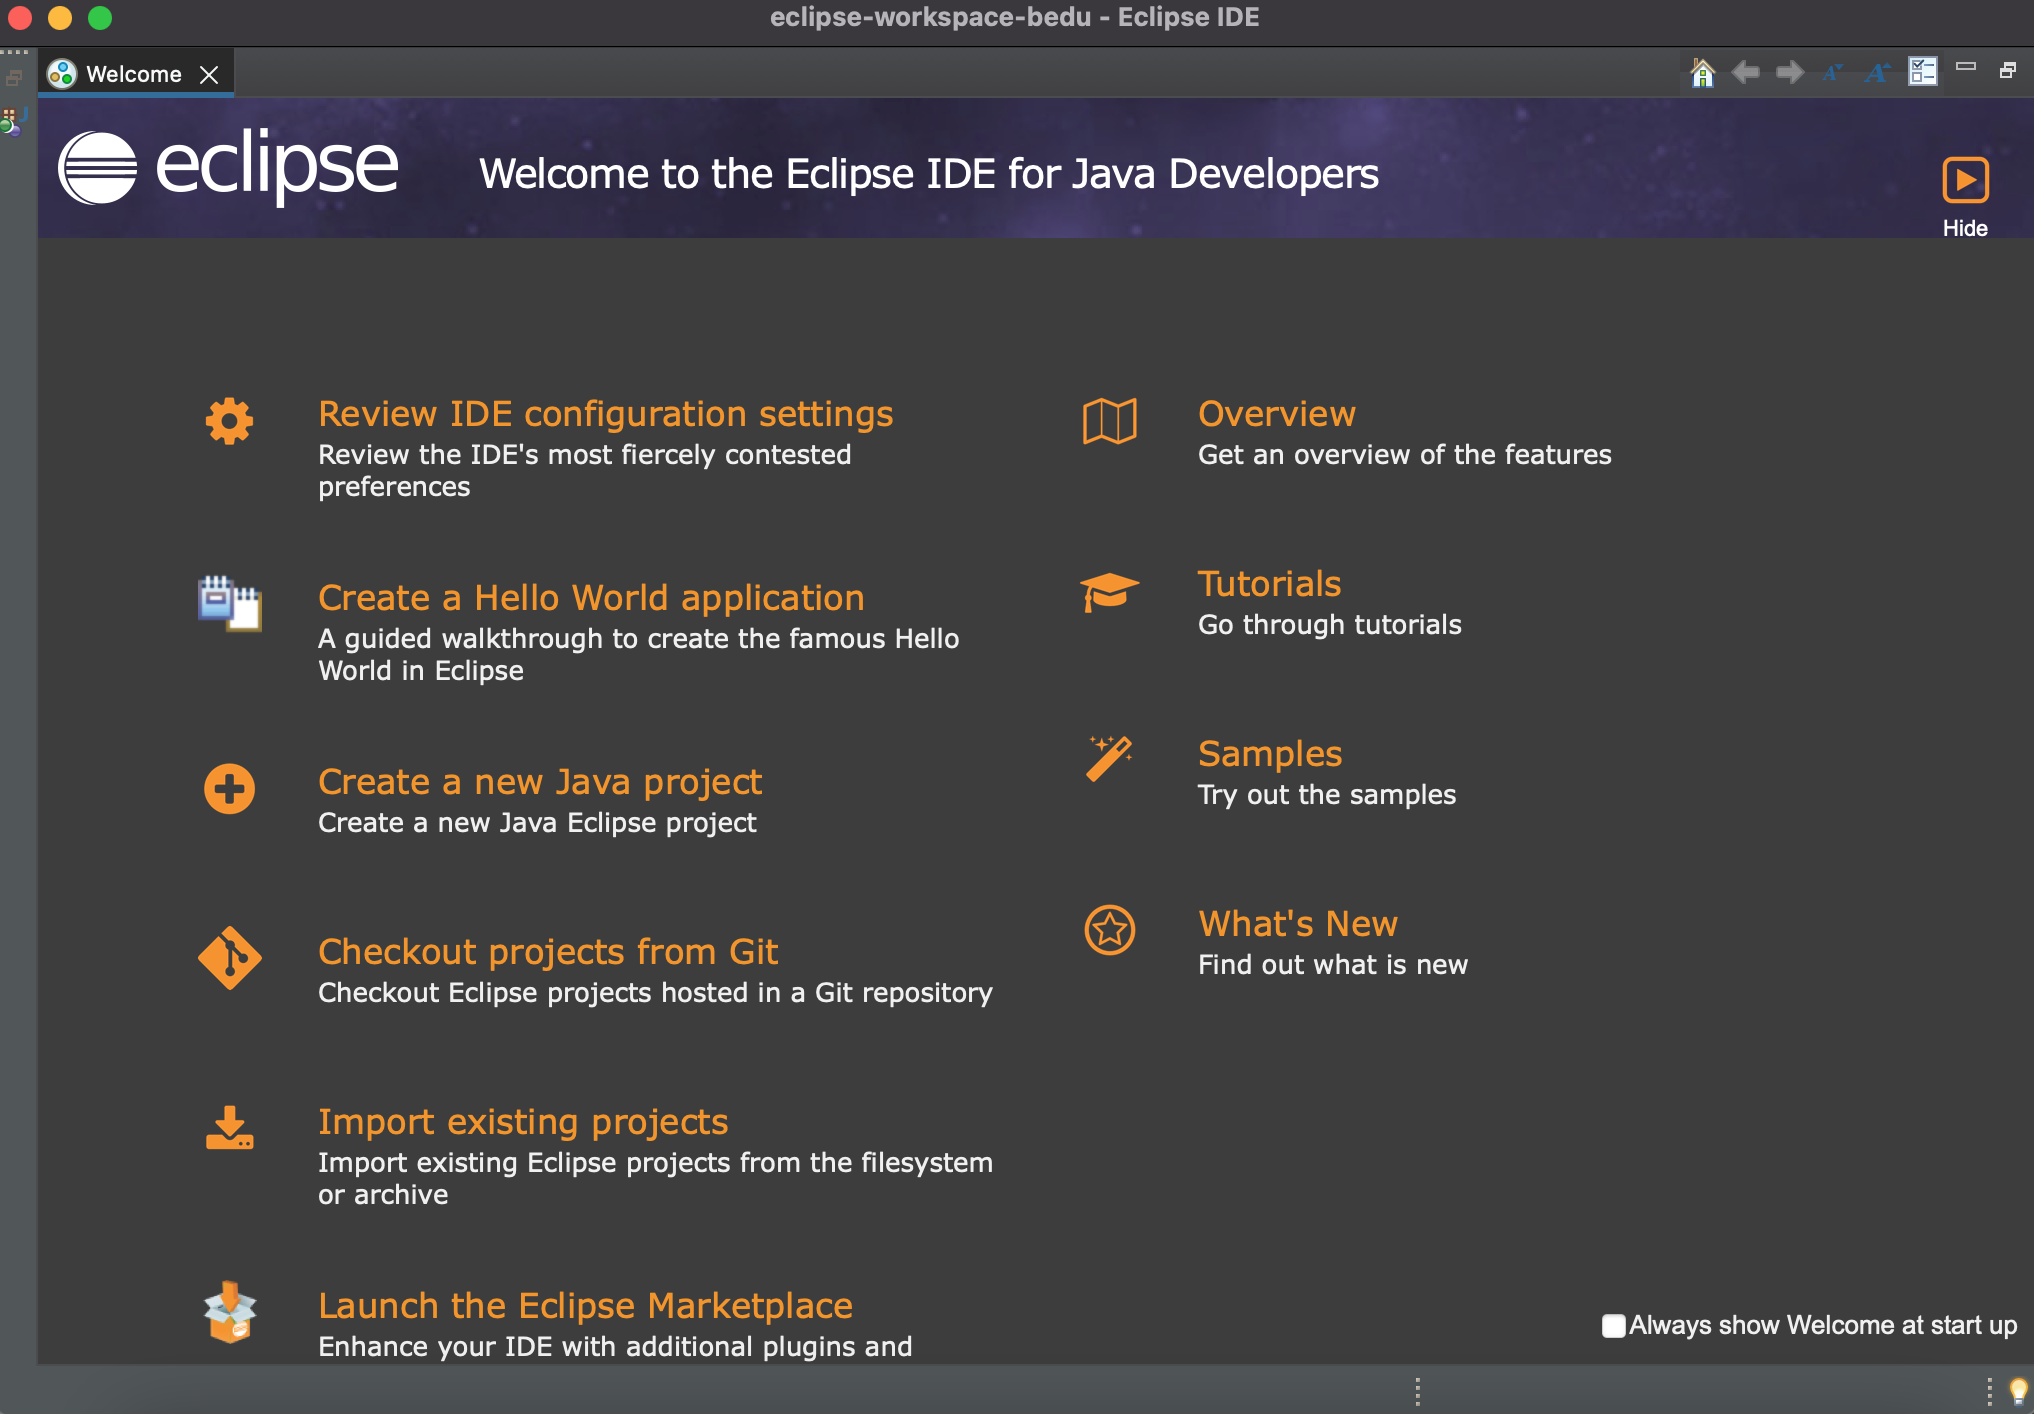 eclipse-workspace-bedu - Eclipse IDE
Welcome
eclipse
Welcome to the Eclipse IDE for Java Developers
Hide
Review IDE configuration settings
Review the IDE's most fiercely contested
preferences
Create a Hello World application
A guided walkthrough to create the famous Hello
World in Eclipse
Create a new Java project
Create a new Java Eclipse project
Checkout projects from Git
Checkout Eclipse projects hosted in a Git repository
Import existing projects
Import existing Eclipse projects from the filesystem
or archive
Launch the Eclipse Marketplace
Enhance your IDE with additional plugins and
Overview
Get an overview of the features
Tutorials
Go through tutorials
Samples
Try out the samples
What's New
Find out what is new
Always show Welcome at start up